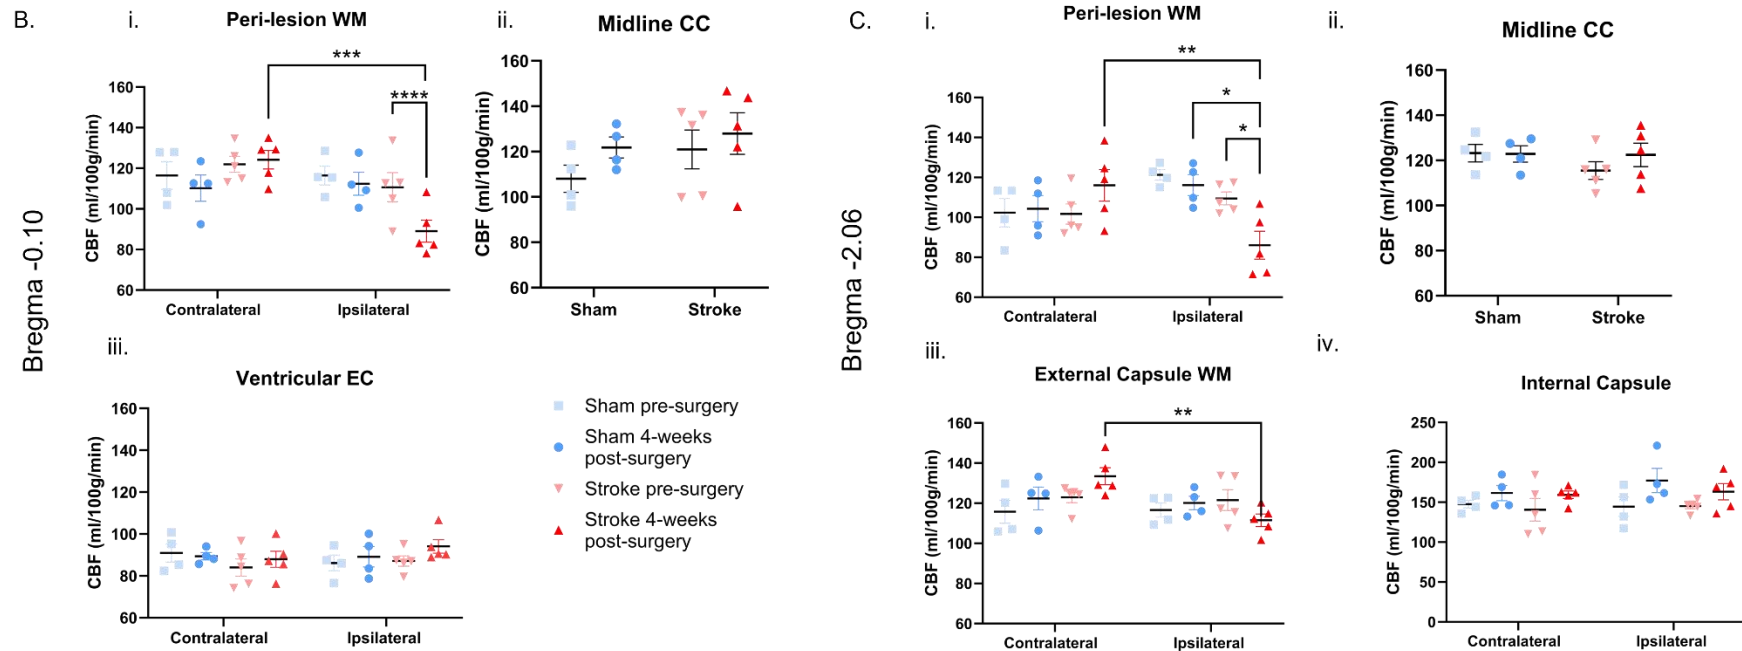 B.
i.
Peri-lesion WM
***
****
CBF (ml/100g/min)
160
140
120
100
80
60
Contralateral
Ipsilateral
ii.
Midline CC
CBF (ml/100g/min)
160
140
120
100
80
60
Sham
Stroke
Bregma -0.10
iii.
Ventricular EC
CBF (ml/100g/min)
160
140
120
100
80
60
Contralateral
Ipsilateral
Sham pre-surgery
Sham 4-weeks
post-surgery
Stroke pre-surgery
Stroke 4-weeks
post-surgery
C.
i.
Peri-lesion WM
**
*
*
CBF (ml/100g/min)
160
140
120
100
80
60
Contralateral
Ipsilateral
ii.
Midline CC
CBF (ml/100g/min)
160
140
120
100
80
60
Sham
Stroke
Bregma -2.06
iii.
External Capsule WM
**
CBF (ml/100g/min)
160
140
120
100
80
60
Contralateral
Ipsilateral
iv.
Internal Capsule
CBF (ml/100g/min)
250
200
150
100
50
0
Contralateral
Ipsilateral